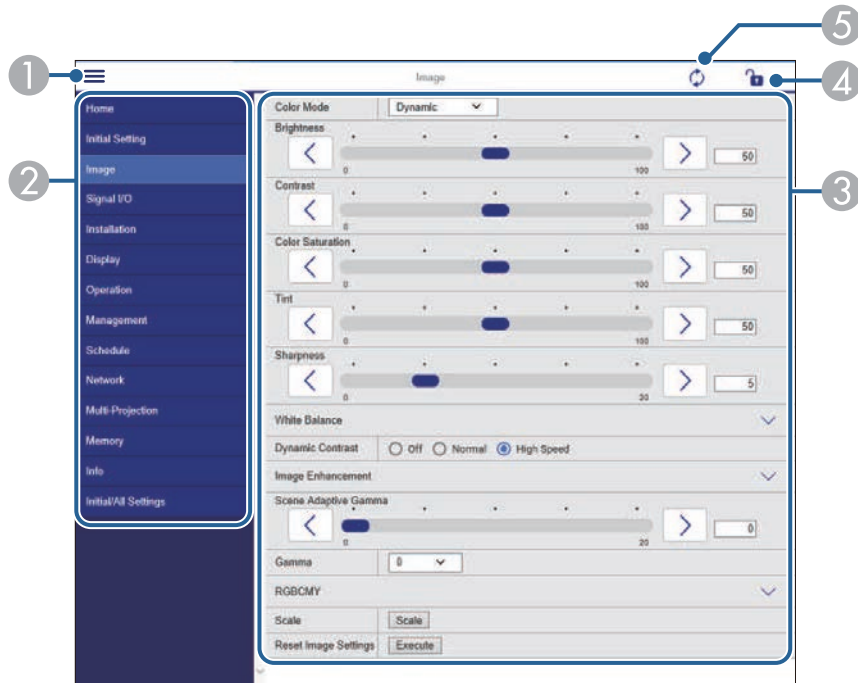 5
1
Image
4
Home
Initial Setting
2
Image
Signal I/O
Installation
Display
Operation
Management
Schedule
Network
Multi-Projection
Memory
Info
Initial/All Settings
3
Color Mode Dynamic
Brightness
50
0 100
Contrast
50
0 100
Color Saturation
50
0 100
Tint
50
0 100
Sharpness
5
0 20
White Balance
Dynamic Contrast Off Normal High Speed
Image Enhancement
Scene Adaptive Gamma
0
0 20
Gamma 0
RGBCMY
Scale Scale
Reset Image Settings Execute